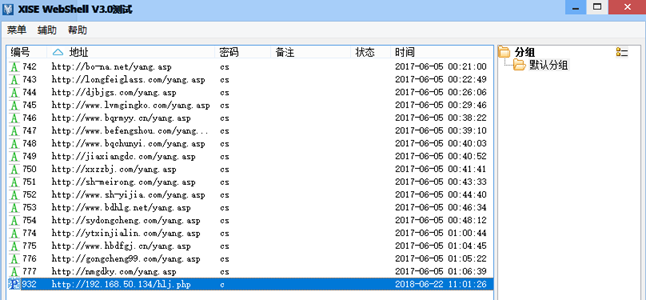 XISE WebShell V3.0测试
菜单 辅助 帮助
编号 地址 密码 备注 状态 时间
742 http://bo-na.net/yang.asp cs 2017-06-05 00:21:00
743 http://longfeiglass.com/yang.asp cs 2017-06-05 00:22:49
744 http://djbjgs.com/yang.asp cs 2017-06-05 00:26:06
745 http://www.lvmgingko.com/yang.asp cs 2017-06-05 00:29:46
746 http://www.bqrmyy.cn/yang.asp cs 2017-06-05 00:38:22
747 http://www.befengshou.com/yang... cs 2017-06-05 00:39:10
748 http://www.bqchunyi.com/yang.asp cs 2017-06-05 00:40:03
749 http://jiaxiangdc.com/yang.asp cs 2017-06-05 00:40:52
750 http://xxzzbj.com/yang.asp cs 2017-06-05 00:41:41
751 http://sh-meirong.com/yang.asp cs 2017-06-05 00:43:33
752 http://www.sh-yijia.com/yang.asp cs 2017-06-05 00:44:40
753 http://www.bdhlg.net/yang.asp cs 2017-06-05 00:46:34
754 http://sydongcheng.com/yang.asp cs 2017-06-05 00:48:12
774 http://ytxinjialin.com/yang.asp cs 2017-06-05 01:00:44
775 http://www.hbdfgj.cn/yang.asp cs 2017-06-05 01:04:45
776 http://gongcheng99.com/yang.asp cs 2017-06-05 01:05:22
777 http://nmgdky.com/yang.asp cs 2017-06-05 01:06:39
932 http://192.168.50.134/hlj.php c 2018-06-22 11:01:26
分组
默认分组